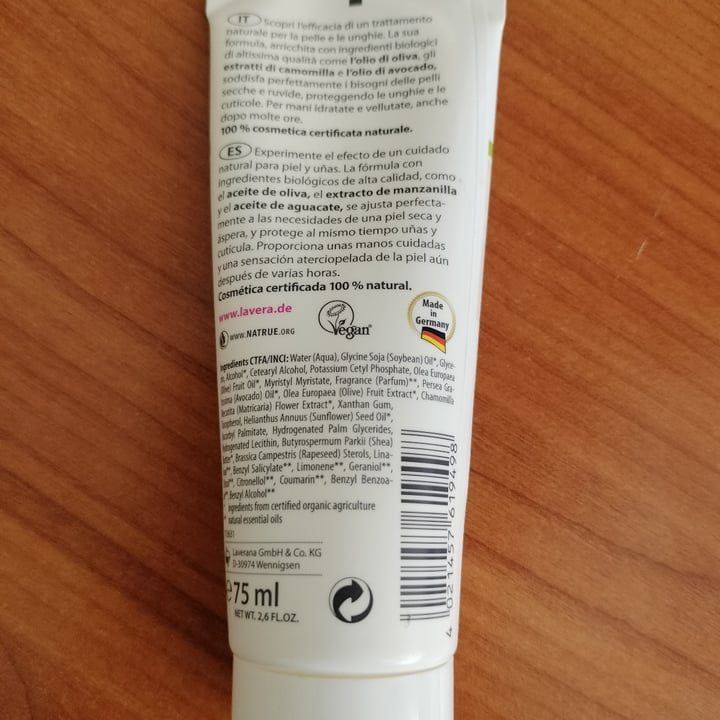 IT Scopri l'efficacia di un trattamento
naturale per la pelle e le unghie. La sua
formula, arricchita con ingredienti biologici
di altissima qualità come l'olio di oliva, gli
estratti di camomilla e l'olio di avocado,
soddisfa perfettamente i bisogni delle pelli
secche e ruvide, proteggendo le unghie e le
cuticole. Per mani idratate e vellutate, anche
dopo molte ore.
100 % cosmetica certificata naturale.
ES Experimente el efecto de un cuidado
natural para piel y uñas. La fórmula con
ingredientes biológicos de alta calidad, como
el aceite de oliva, el extracto de manzanilla
y el aceite de aguacate, se ajusta perfecta-
mente a las necesidades de una piel seca y
áspera, y protege al mismo tiempo uñas y
cutícula. Proporciona unas manos cuidadas
y una sensación aterciopelada de la piel aún
después de varias horas.
Cosmética certificada 100 % natural.
www.lavera.de
www.NATRUE.ORG
Vegan
Made
in
Germany
Ingredients CTFA/INCI: Water (Aqua), Glycine Soja (Soybean) Oil*, Glyce-
Alcohol*, Cetearyl Alcohol, Potassium Cetyl Phosphate, Olea Europaea
(Olive) Fruit Oil*, Myristyl Myristate, Fragrance (Parfum)**, Persea Gra-
(Avocado) Oil*, Olea Europaea (Olive) Fruit Extract*, Chamomilla
Recutita (Matricaria) Flower Extract*, Xanthan Gum,
Helianthus Annuus (Sunflower) Seed Oil*,
Palmitate, Hydrogenated Palm Glycerides,
Hydrogenated Lecithin, Butyrospermum Parkii (Shea)
Brassica Campestris (Rapeseed) Sterols, Lina-
Benzyl Salicylate**, Limonene**, Geraniol**,
Citronellol**, Coumarin**, Benzyl Benzoa-
Benzyl Alcohol**
ingredients from certified organic agriculture
natural essential oils
Laverana GmbH & Co. KG
D-30974 Wennigsen
e 75 ml
NET WT. 2,6 FL.OZ.
4 021457 619498